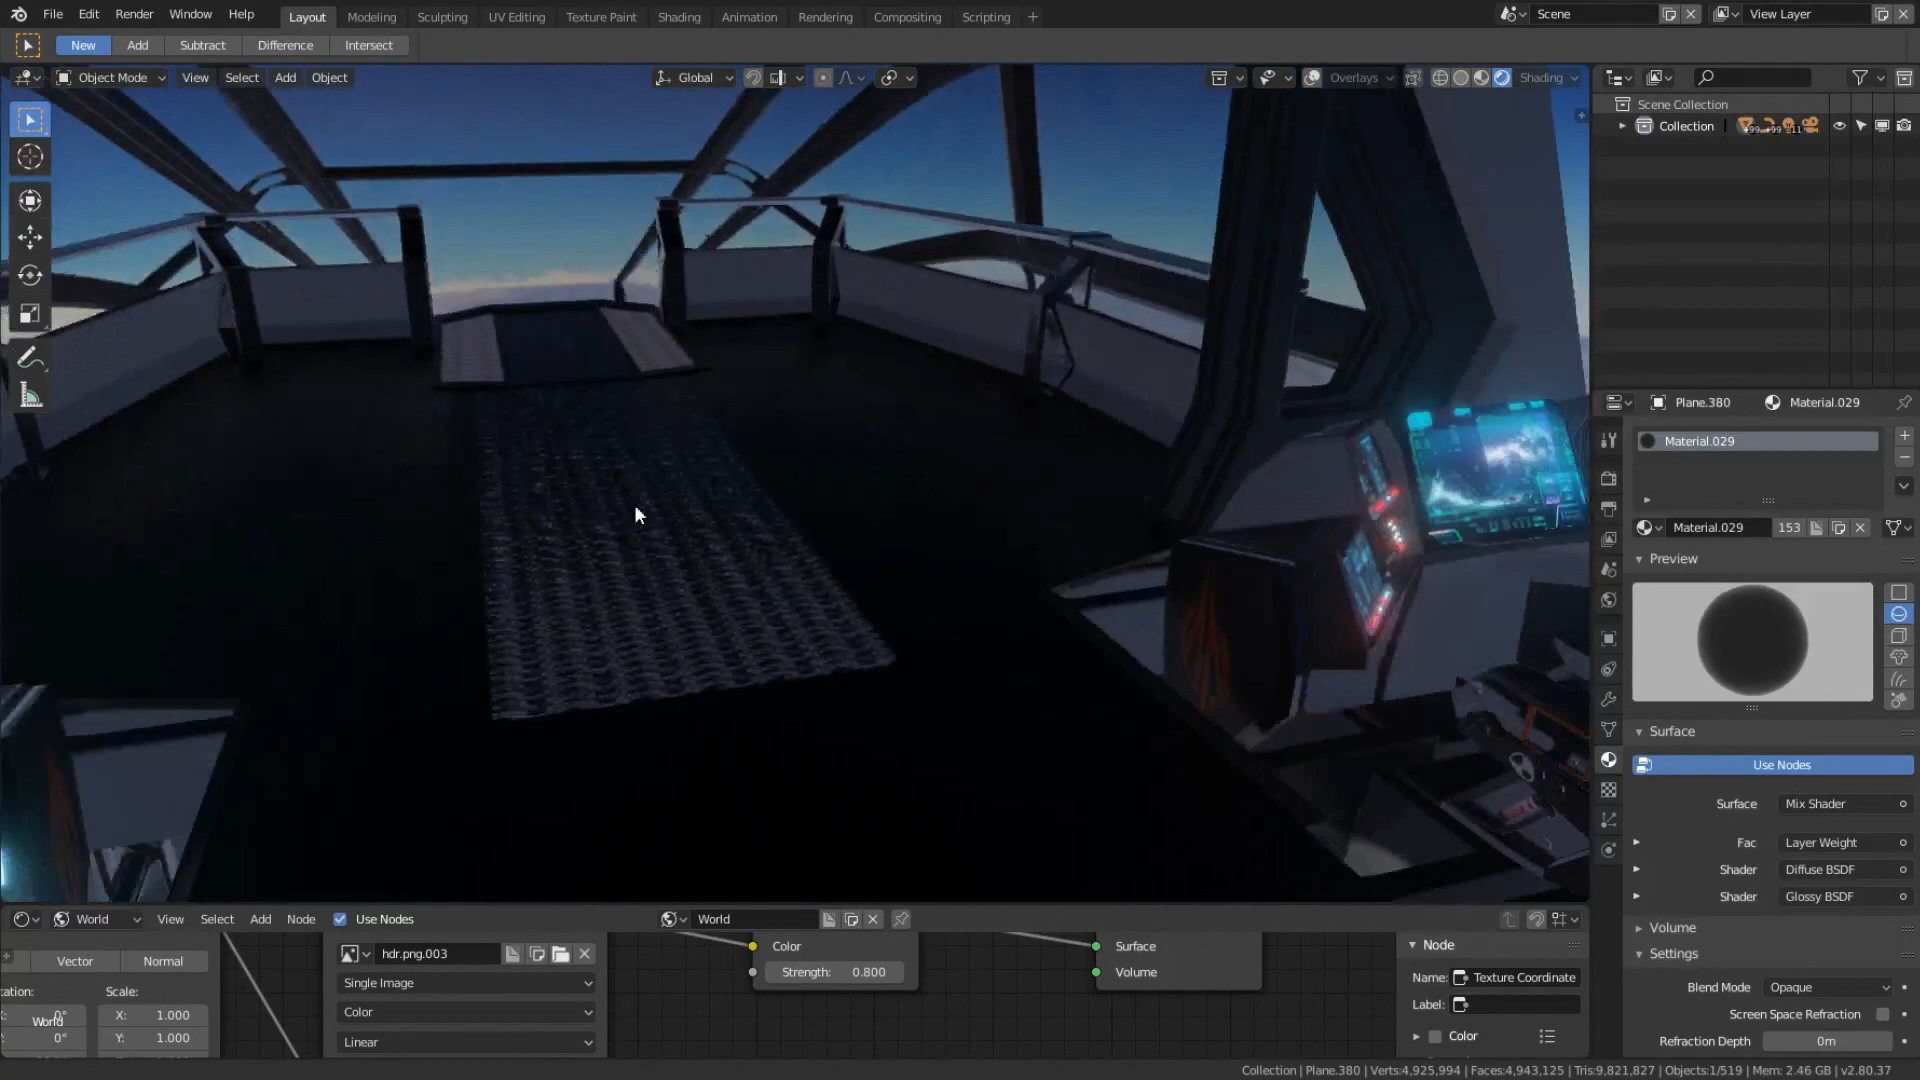 File Edit Render Window Help Layout Modeling Sculpting UV Editing Texture Paint Shading Animation Rendering Compositing Scripting + Scene View Layer
New Add Subtract Difference Intersect
Object Mode View Select Add Object Global Overlays Shading
Scene Collection
Collection
Plane.380 Material.029
Material.029
Material.029 153
Preview
Surface
Use Nodes
Surface Mix Shader
Fac Layer Weight
Shader Diffuse BSDF
Shader Glossy BSDF
Volume
Settings
Blend Mode Opaque
Screen Space Refraction
Refraction Depth 0m
World View Select Add Node Use Nodes World
Vector Normal
ation: Scale:
0° X: 1.000
World
0° Y: 1.000
hdr.png.003
Single Image
Color
Linear
Color
Strength: 0.800
Surface
Volume
Node
Name: Texture Coordinate
Label:
Color
Collection | Plane.380 | Verts:4,925,994 | Faces:4,943,125 | Tris:9,821,827 | Objects:1/519 | Mem: 2.46 GB | v2.80.37